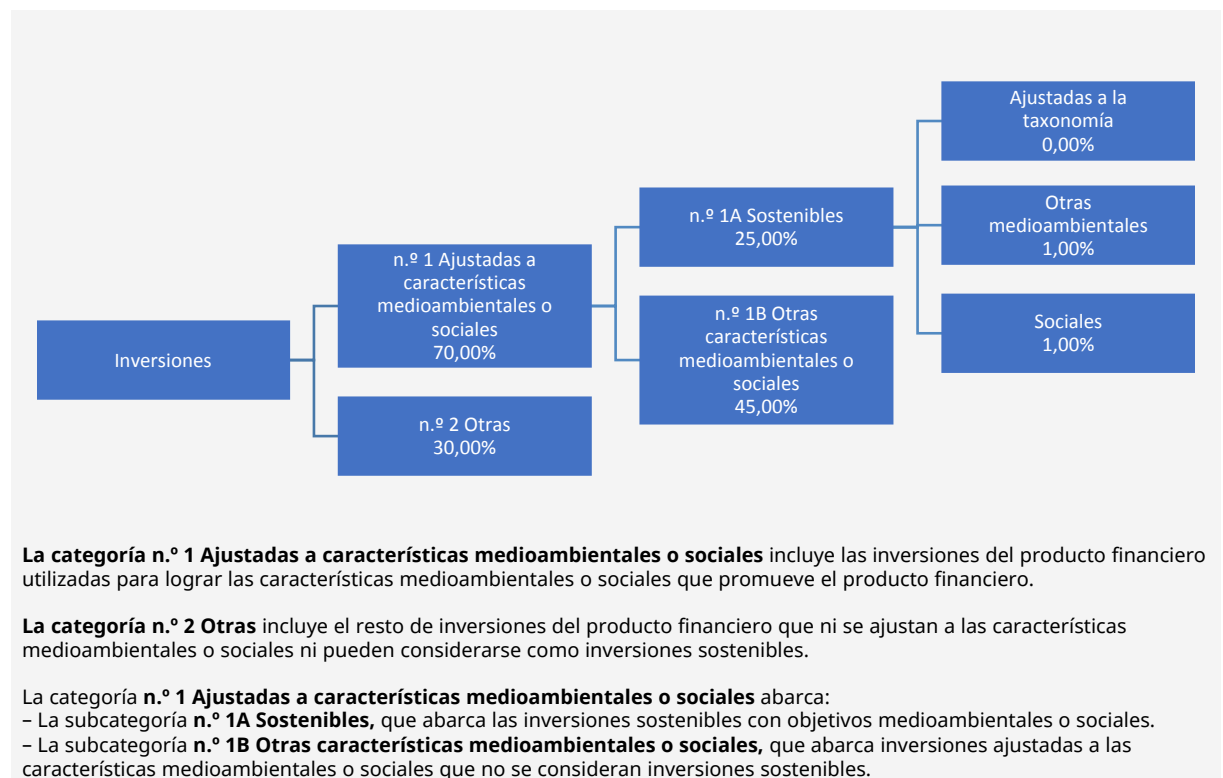 Inversiones
n.º 1 Ajustadas a
características
medioambientales o
sociales
70,00%
n.º 2 Otras
30,00%
n.º 1A Sostenibles
25,00%
n.º 1B Otras
características
medioambientales o
sociales
45,00%
Ajustadas a la
taxonomía
0,00%
Otras
medioambientales
1,00%
Sociales
1,00%
La categoría n.º 1 Ajustadas a características medioambientales o sociales incluye las inversiones del producto financiero
utilizadas para lograr las características medioambientales o sociales que promueve el producto financiero.
La categoría n.º 2 Otras incluye el resto de inversiones del producto financiero que ni se ajustan a las características
medioambientales o sociales ni pueden considerarse como inversiones sostenibles.
La categoría n.º 1 Ajustadas a características medioambientales o sociales abarca:
– La subcategoría n.º 1A Sostenibles, que abarca las inversiones sostenibles con objetivos medioambientales o sociales.
– La subcategoría n.º 1B Otras características medioambientales o sociales, que abarca inversiones ajustadas a las
características medioambientales o sociales que no se consideran inversiones sostenibles.